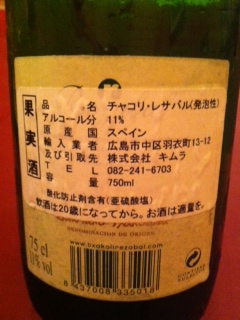 果実酒
品名 チャコリ・レサバル(発泡性)
アルコール分 11%
原産国 スペイン
輸入業者 広島市中区羽衣町13-12
及び引取先 株式会社 キムラ
TEL 082-241-6703
容量 750ml
酸化防止剤含有(亜硫酸塩)
飲酒は20歳になってから。お酒は適量を。
DENOMINACION DE ORIGEN
75 cl
11% vol
www.txakolirezabal.com
8437008336018